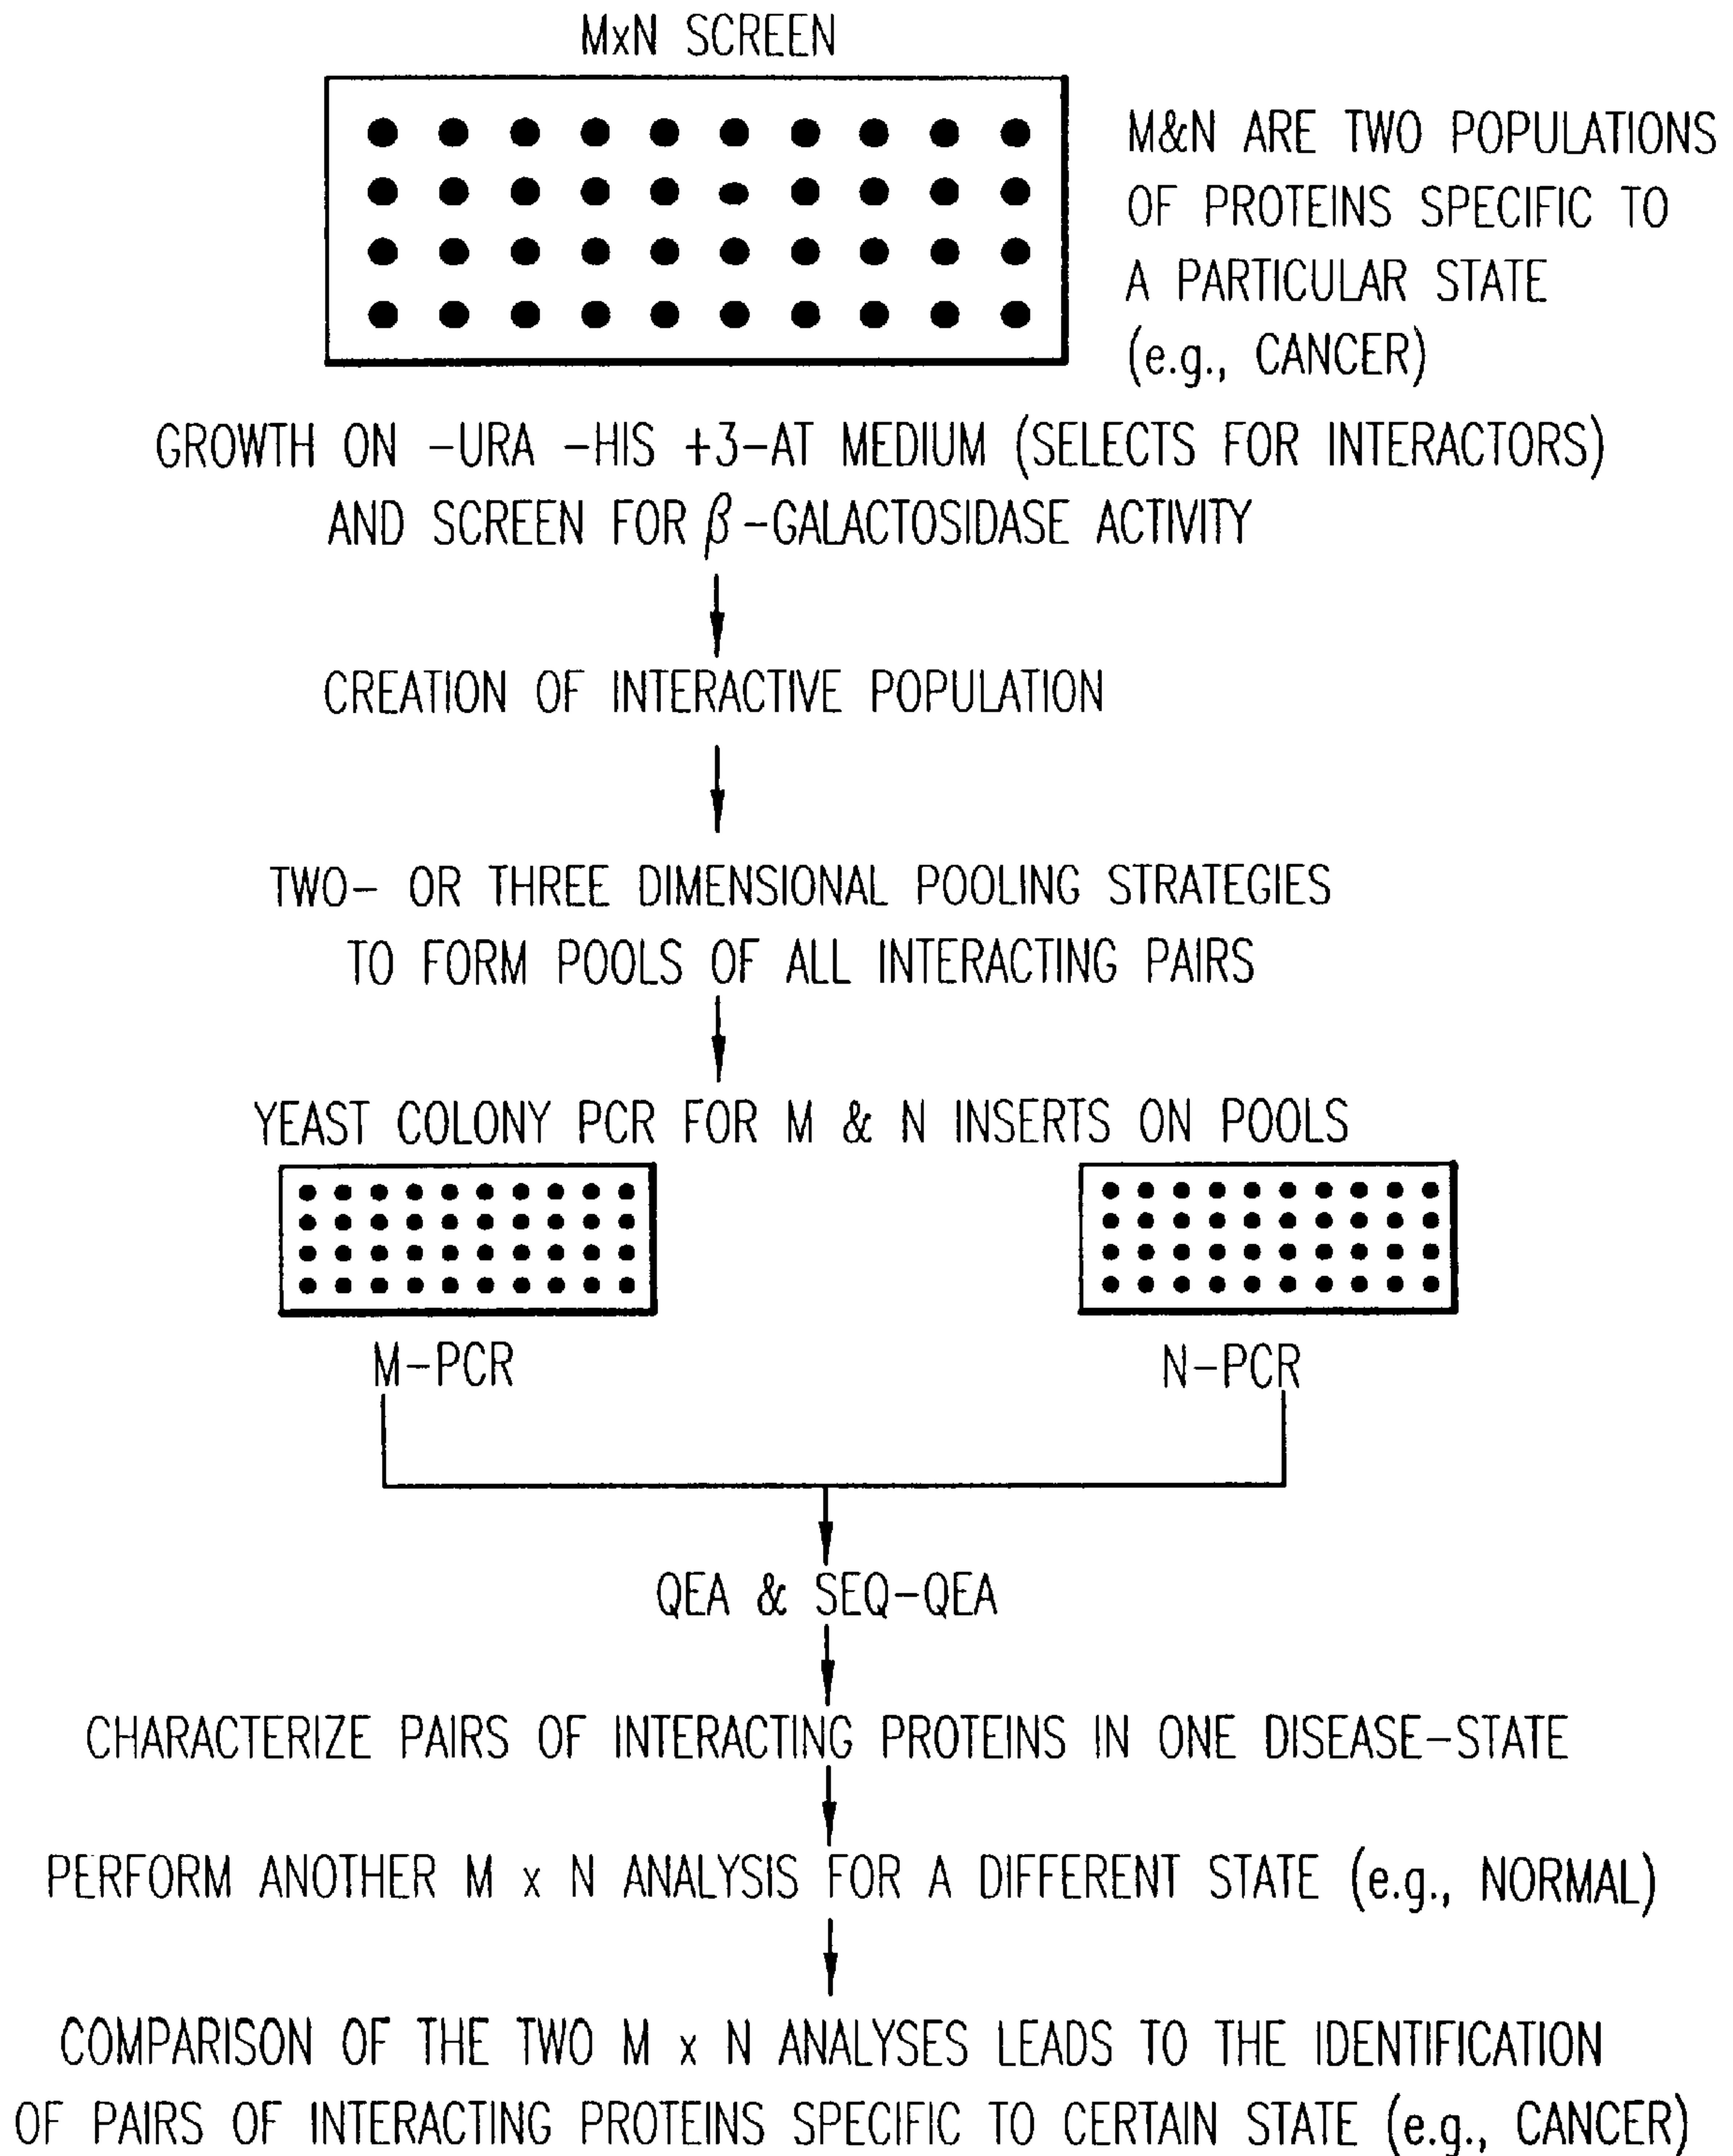 MxN SCREEN
M&N ARE TWO POPULATIONS
OF PROTEINS SPECIFIC TO
A PARTICULAR STATE
(e.g., CANCER)
GROWTH ON -URA -HIS +3-AT MEDIUM (SELECTS FOR INTERACTORS)
AND SCREEN FOR β-GALACTOSIDASE ACTIVITY
CREATION OF INTERACTIVE POPULATION
TWO- OR THREE DIMENSIONAL POOLING STRATEGIES
TO FORM POOLS OF ALL INTERACTING PAIRS
YEAST COLONY PCR FOR M & N INSERTS ON POOLS
M-PCR
N-PCR
QEA & SEQ-QEA
CHARACTERIZE PAIRS OF INTERACTING PROTEINS IN ONE DISEASE-STATE
PERFORM ANOTHER M x N ANALYSIS FOR A DIFFERENT STATE (e.g., NORMAL)
COMPARISON OF THE TWO M x N ANALYSES LEADS TO THE IDENTIFICATION
OF PAIRS OF INTERACTING PROTEINS SPECIFIC TO CERTAIN STATE (e.g., CANCER)